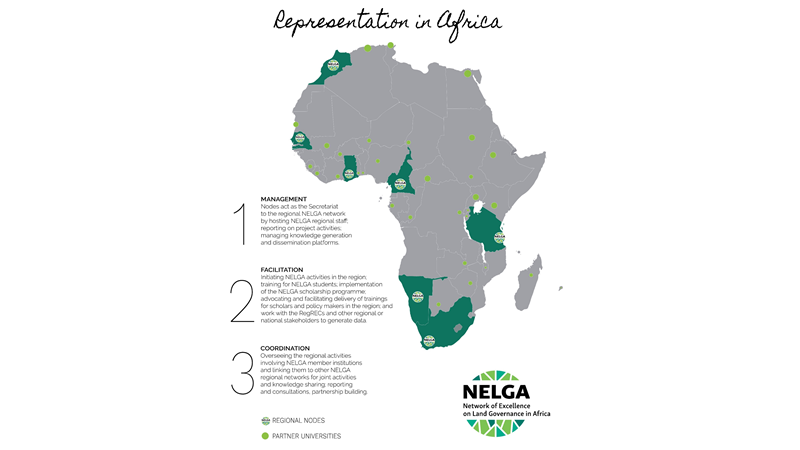 Representation in Africa
1
MANAGEMENT
Nodes act as the Secretariat
to the regional NELGA network
by hosting NELGA regional staff;
reporting on project activities;
managing knowledge generation
and dissemination platforms.
2
FACILITATION
Initiating NELGA activities in the region:
training for NELGA students; implementation
of the NELGA scholarship programme;
advocating and facilitating delivery of trainings
for scholars and policy makers in the region; and
work with the RegRECs and other regional or
national stakeholders to generate data.
3
COORDINATION
Overseeing the regional activities
involving NELGA member institutions
and linking them to other NELGA
regional networks for joint activities
and knowledge sharing; reporting
and consultations, partnership building.
REGIONAL NODES
PARTNER UNIVERSITIES
NELGA
Network of Excellence
on Land Governance in Africa